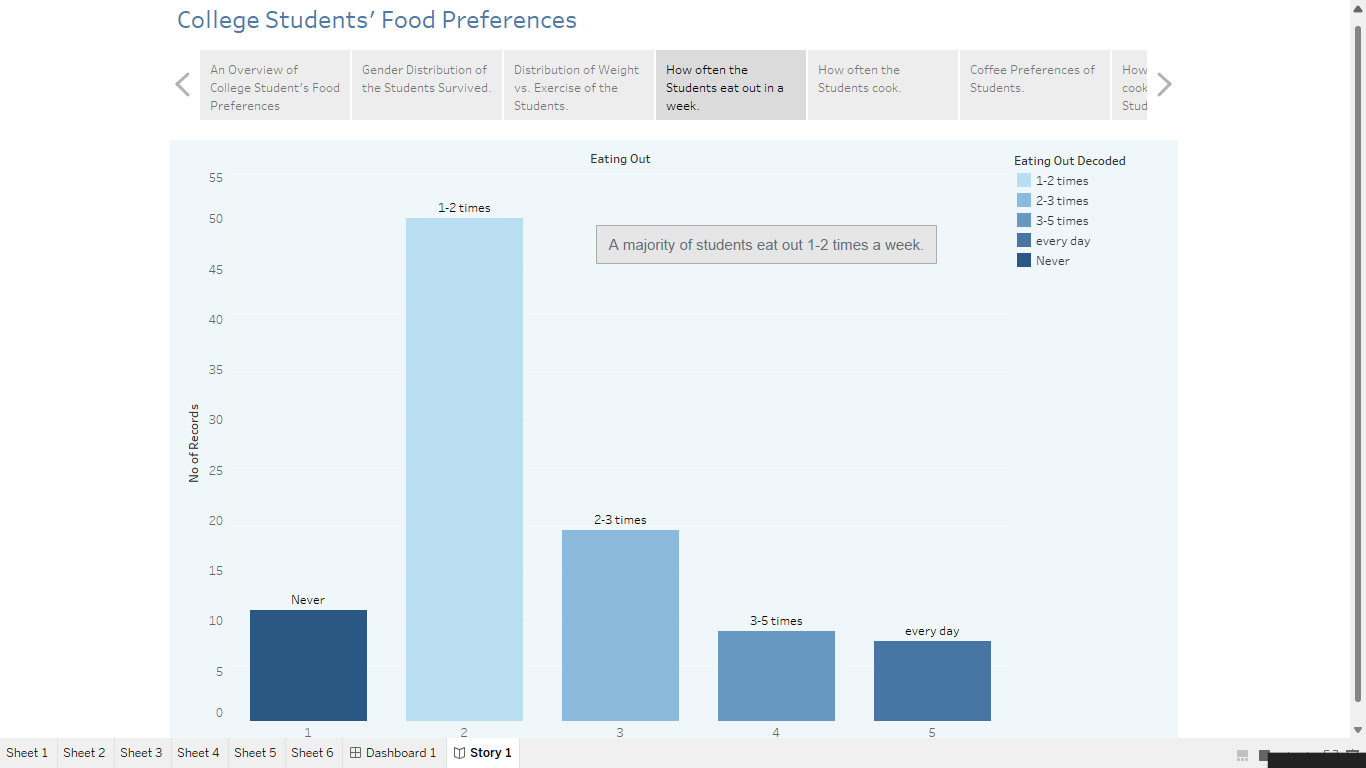 College Students’ Food Preferences
An Overview of
College Student’s Food
Preferences
Gender Distribution of
the Students Survived.
Distribution of Weight
vs. Exercise of the
Students.
How often the
Students eat out in a
week.
How often the
Students cook.
Coffee Preferences of
Students.
How
cook
Stud
Eating Out
Eating Out Decoded
1-2 times
2-3 times
3-5 times
every day
Never
55
50
45
40
35
30
25
20
15
10
5
0
No of Records
1-2 times
A majority of students eat out 1-2 times a week.
2-3 times
Never
3-5 times
every day
1 2 3 4 5
Sheet 1 Sheet 2 Sheet 3 Sheet 4 Sheet 5 Sheet 6 Dashboard 1 Story 1